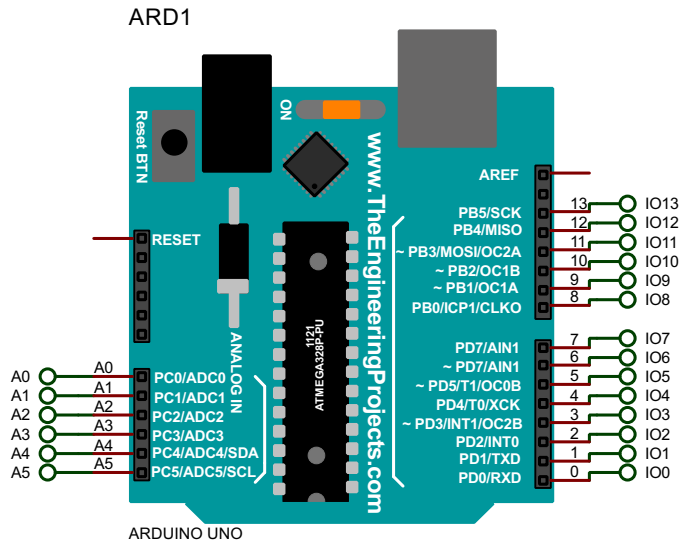 ARD1
Reset BTN
ON
www.TheEngineeringProjects.com
RESET
ANALOG IN
1121
ATMEGA328P-PU
AREF
PB5/SCK 13 IO13
PB4/MISO 12 IO12
~ PB3/MOSI/OC2A 11 IO11
~ PB2/OC1B 10 IO10
~ PB1/OC1A 9 IO9
PB0/ICP1/CLKO 8 IO8
PD7/AIN1 7 IO7
~ PD7/AIN1 6 IO6
~ PD5/T1/OC0B 5 IO5
PD4/T0/XCK 4 IO4
~ PD3/INT1/OC2B 3 IO3
PD2/INT0 2 IO2
PD1/TXD 1 IO1
PD0/RXD 0 IO0
A0 A0 PC0/ADC0
A1 A1 PC1/ADC1
A2 A2 PC2/ADC2
A3 A3 PC3/ADC3
A4 A4 PC4/ADC4/SDA
A5 A5 PC5/ADC5/SCL
ARDUINO UNO